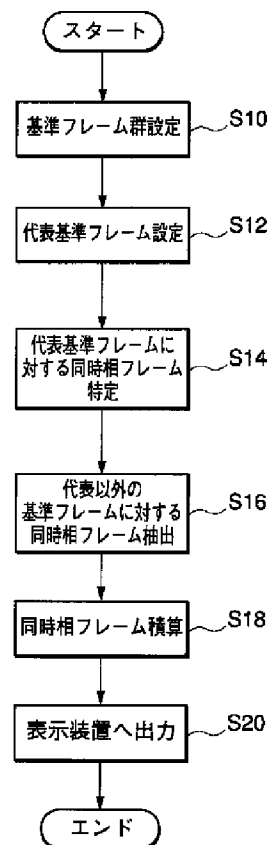 スタート
基準フレーム群設定
S10
代表基準フレーム設定
S12
代表基準フレームに
対する同時相フレーム
特定
S14
代表以外の
基準フレームに対する
同時相フレーム抽出
S16
同時相フレーム積算
S18
表示装置へ出力
S20
エンド